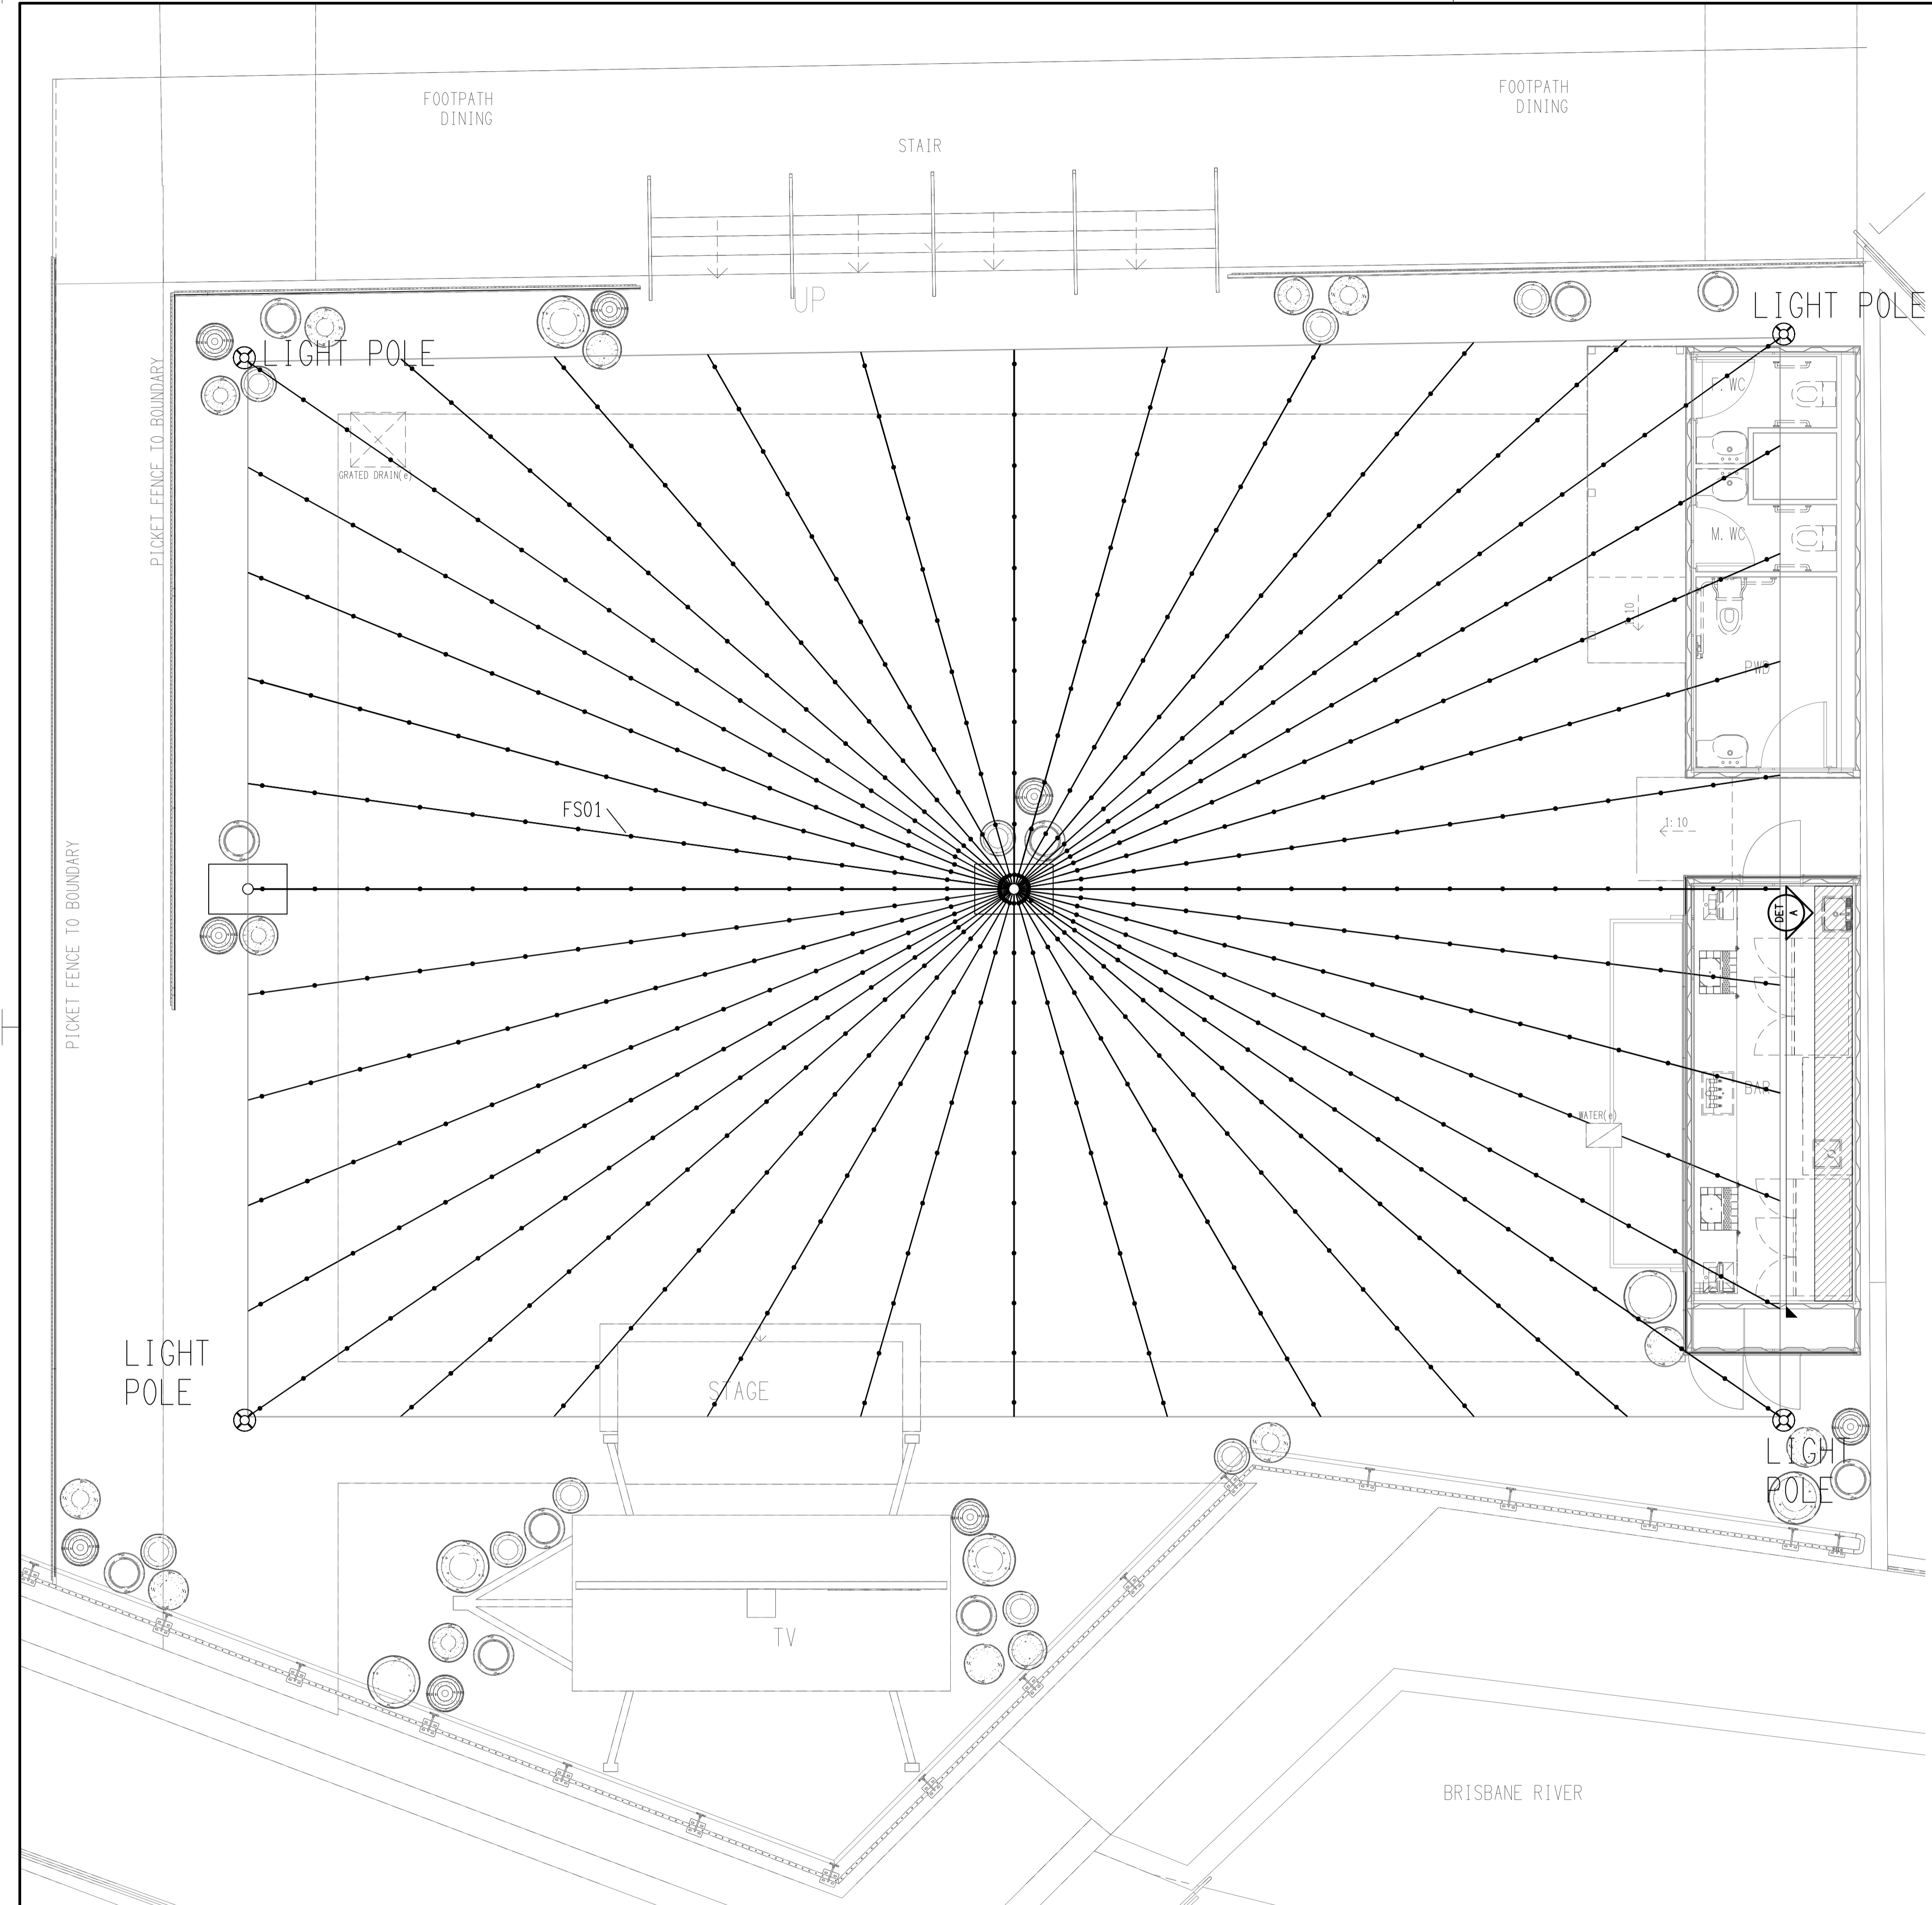 FOOTPATH
DINING
FOOTPATH
DINING
STAIR
UP
LIGHT POLE
LIGHT POLE
PICKET FENCE TO BOUNDARY
F. WC
GRATED DRAIN(e)
M. WC
1:10
PWD
FS01
1:10
PICKET FENCE TO BOUNDARY
DET
A
BAR
WATER(e)
LIGHT
POLE
STAGE
LIGHT
POLE
TV
BRISBANE RIVER